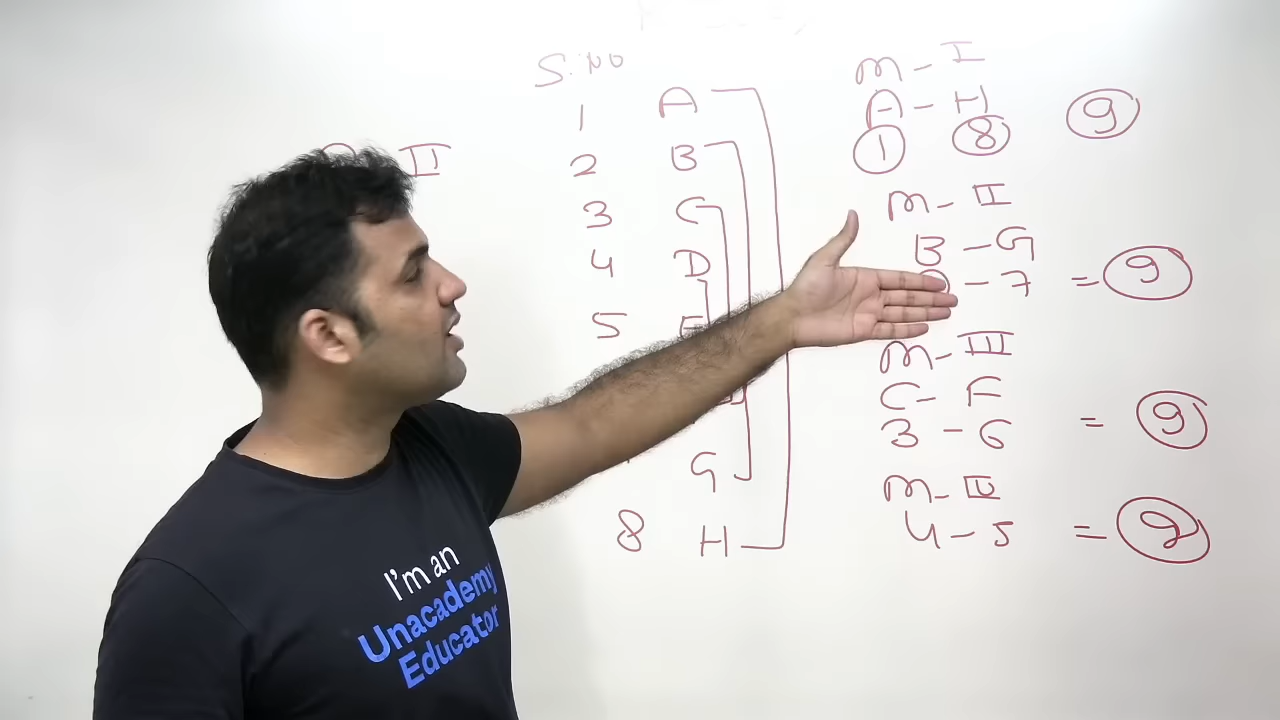 S.NO
1 A
2 B
3 C
4 D
5 E
G
8 H
II
M - I
A - H
1 8 9
M - II
B - G
- 7 = 9
M - III
C - F
3 - 6 = 9
M - IV
4 - 5 = 9
I'm an
Unacademy
Educator